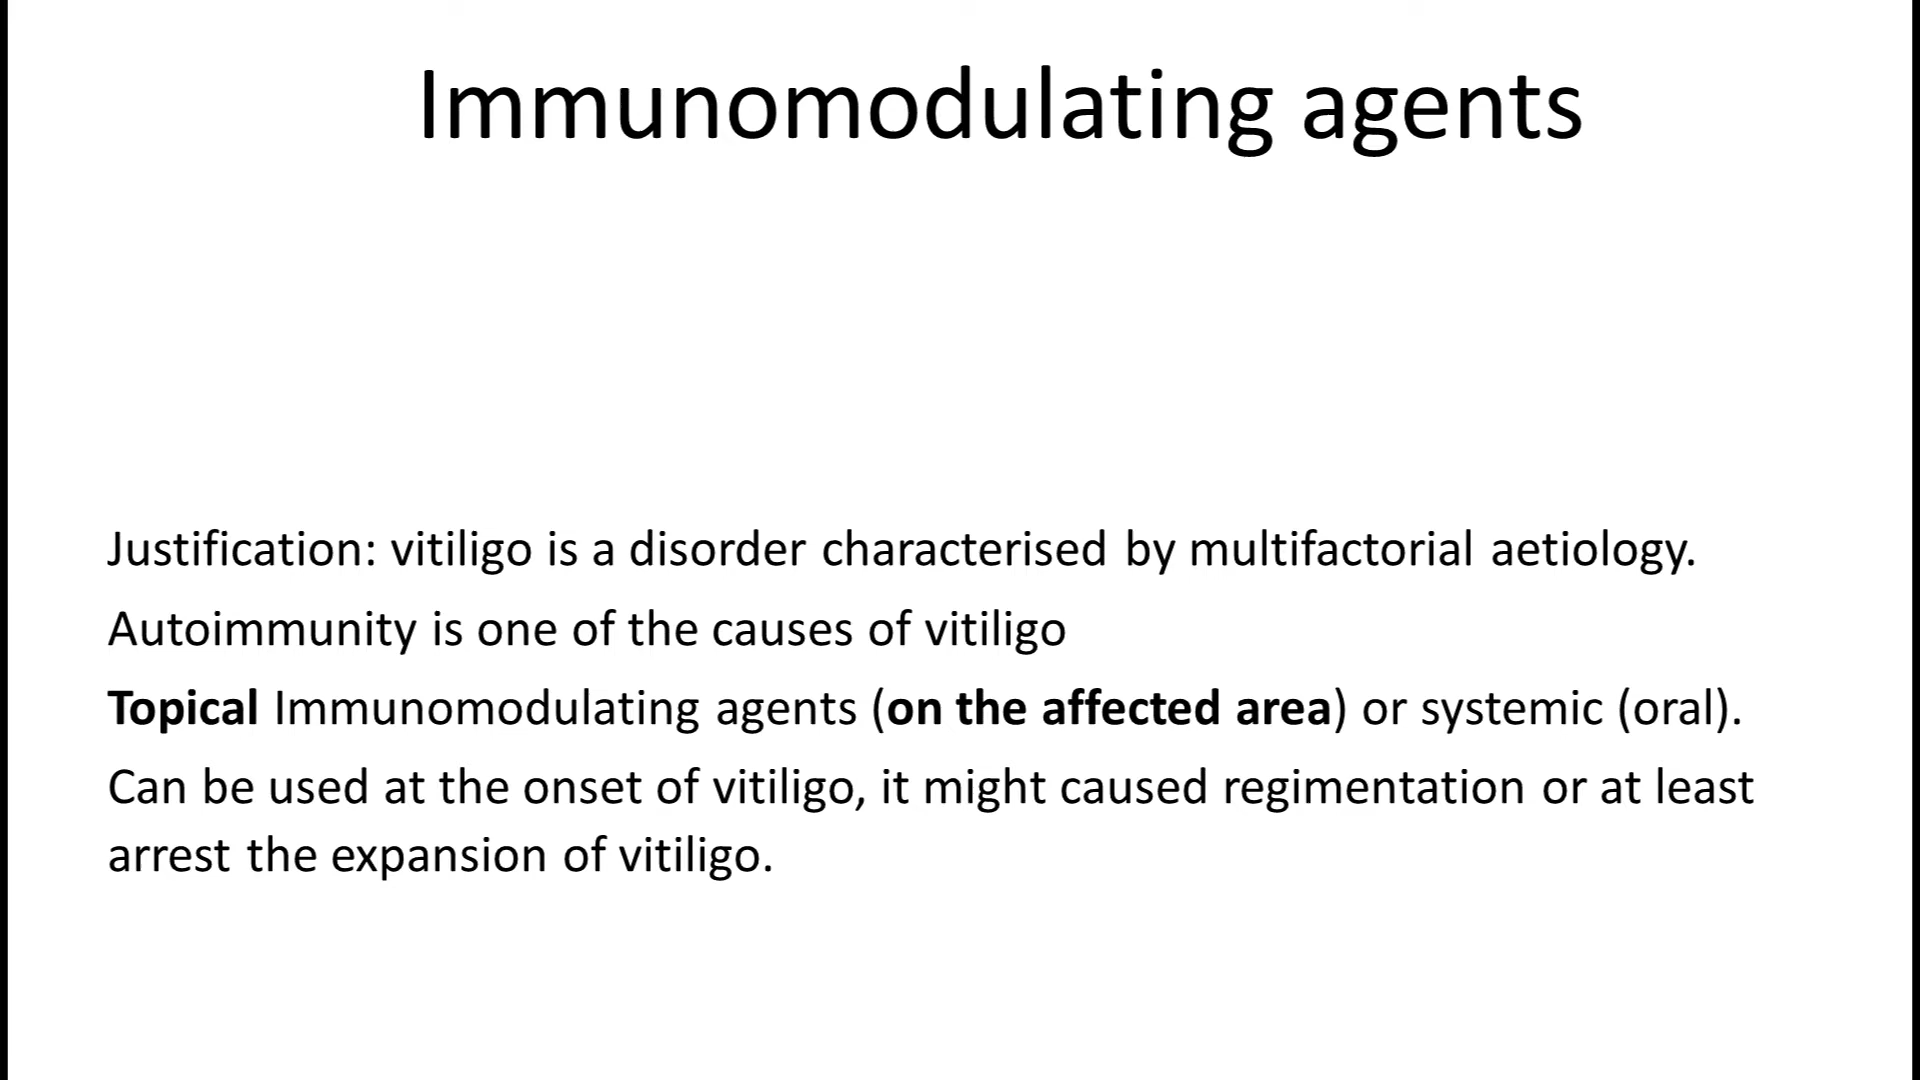 Immunomodulating agents
Justification: vitiligo is a disorder characterised by multifactorial aetiology.
Autoimmunity is one of the causes of vitiligo
Topical Immunomodulating agents (on the affected area) or systemic (oral).
Can be used at the onset of vitiligo, it might caused regimentation or at least
arrest the expansion of vitiligo.